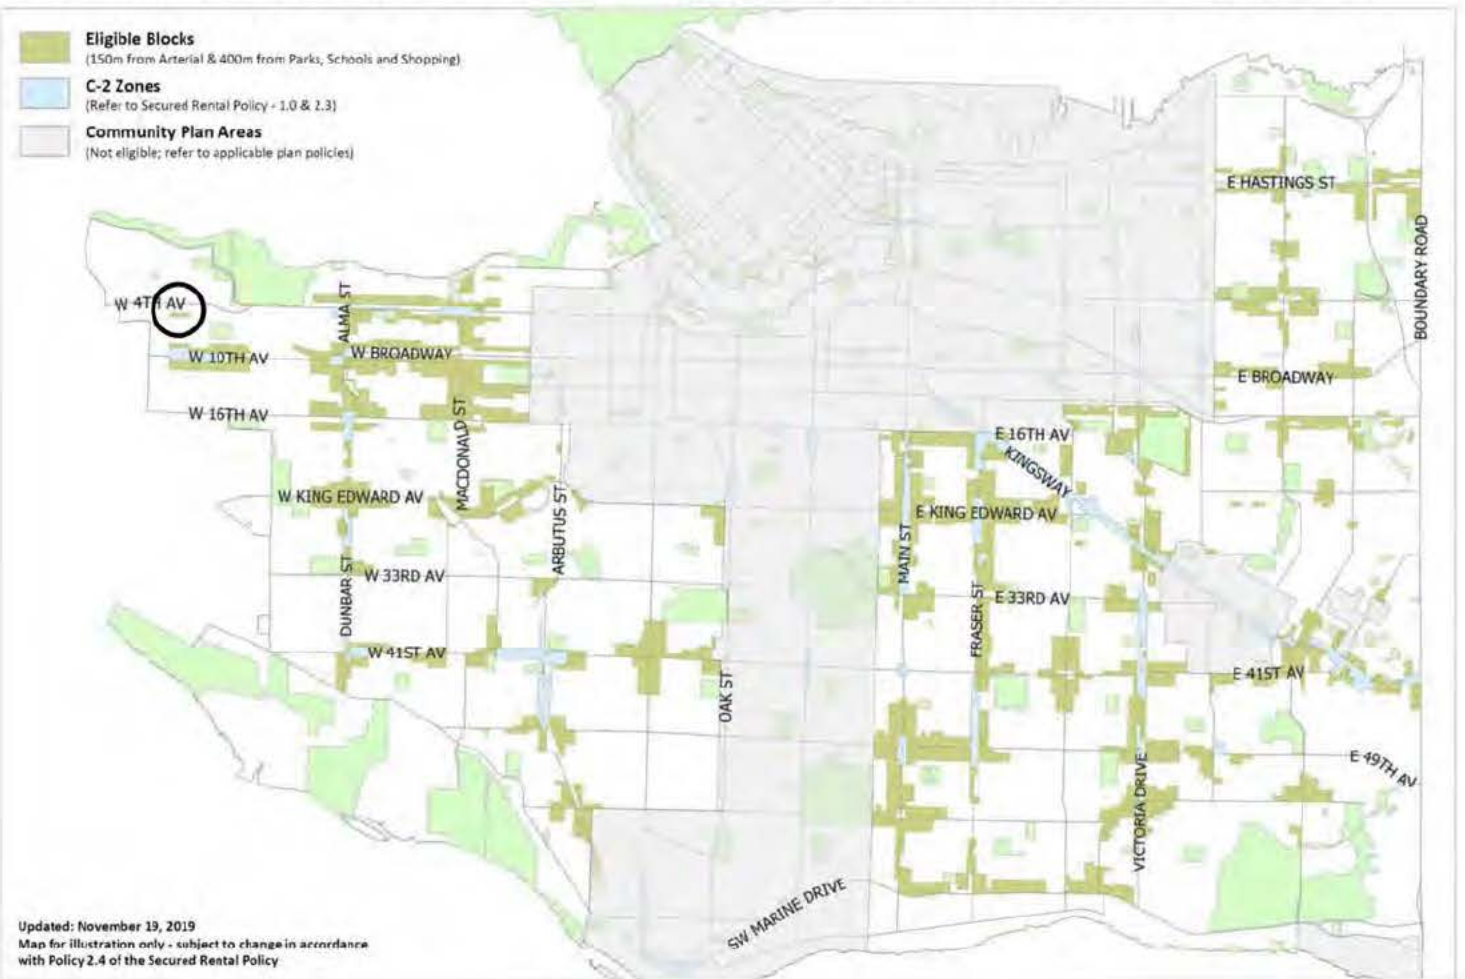 Eligible Blocks
(150m from Arterial & 400m from Parks, Schools and Shopping)
C-2 Zones
(Refer to Secured Rental Policy - 1.0 & 2.3)
Community Plan Areas
(Not eligible; refer to applicable plan policies)
E HASTINGS ST
BOUNDARY ROAD
W 4TH AV
ALMA ST
W 10TH AV
W BROADWAY
E BROADWAY
W 16TH AV
MACDONALD ST
E 16TH AV
KINGSWAY
W KING EDWARD AV
ARBUTUS ST
E KING EDWARD AV
MAIN ST
DUNBAR ST
W 33RD AV
FRASER ST
E 33RD AV
W 41ST AV
OAK ST
E 41ST AV
E 49TH AV
VICTORIA DRIVE
SW MARINE DRIVE
Updated: November 19, 2019
Map for illustration only - subject to change in accordance
with Policy 2.4 of the Secured Rental Policy